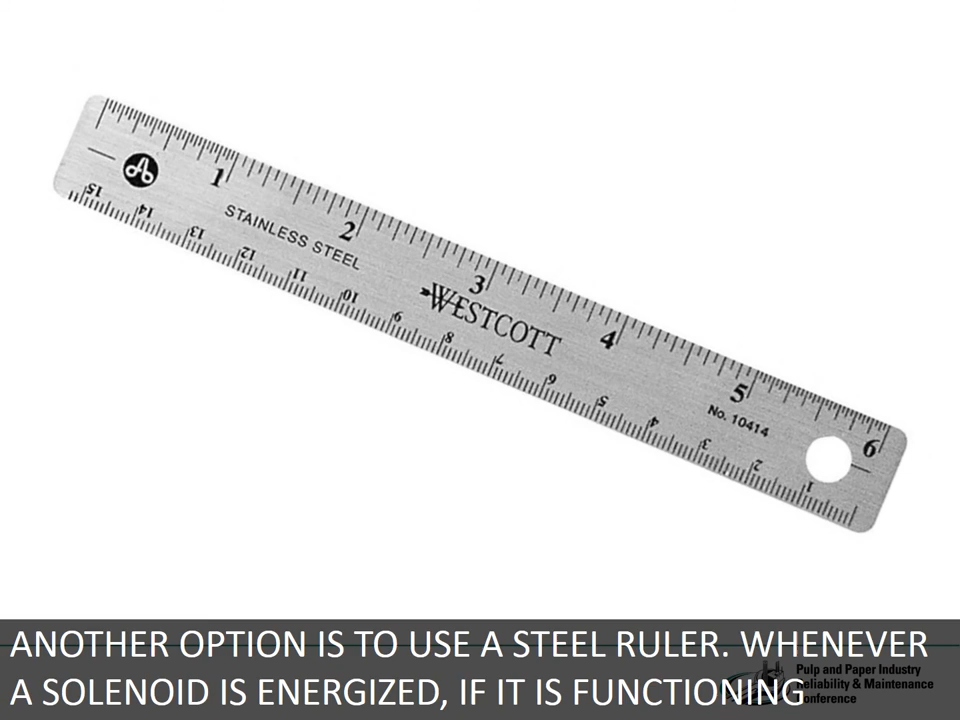 1 2 3 4 5 6
STAINLESS STEEL
WESTCOTT
No. 10414
15 14 13 12 11 10 9 8 7 6 5 4 3 2 1
ANOTHER OPTION IS TO USE A STEEL RULER. WHENEVER
A SOLENOID IS ENERGIZED, IF IT IS FUNCTIONING
Pulp and Paper Industry
Reliability & Maintenance
Conference